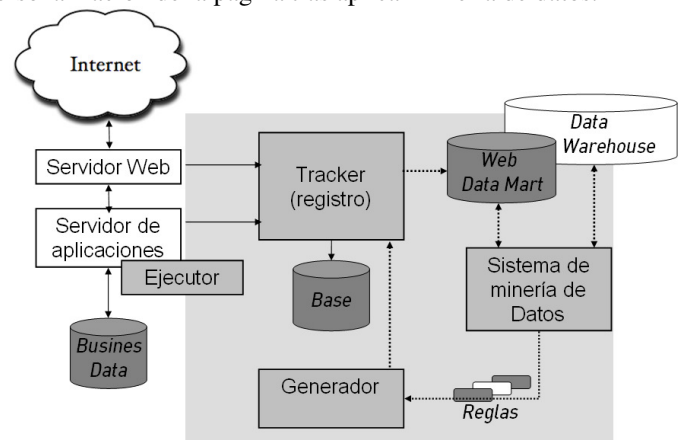 Internet
Servidor Web
Servidor de
aplicaciones
Ejecutor
Busines
Data
Tracker
(registro)
Base
Generador
Web
Data Mart
Data
Warehouse
Sistema de
minería de
Datos
Reglas